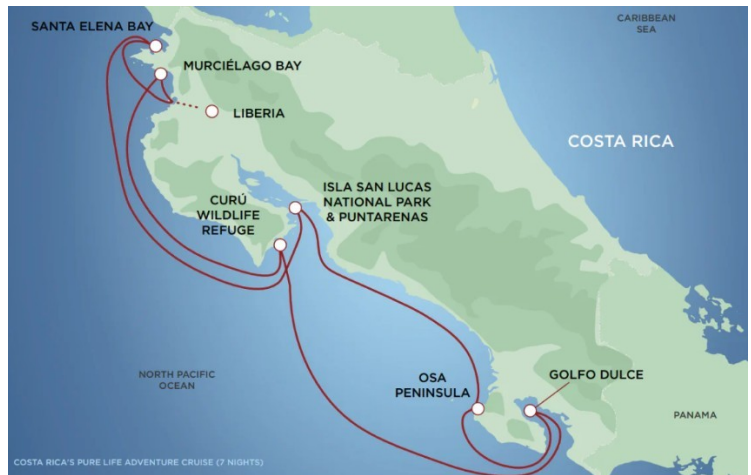 SANTA ELENA BAY
CARIBBEAN
SEA
MURCIÉLAGO BAY
LIBERIA
COSTA RICA
ISLA SAN LUCAS
NATIONAL PARK
& PUNTARENAS
CURÚ
WILDLIFE
REFUGE
NORTH PACIFIC
OCEAN
OSA
PENINSULA
GOLFO DULCE
PANAMA
COSTA RICA'S PURE LIFE ADVENTURE CRUISE (7 NIGHTS)